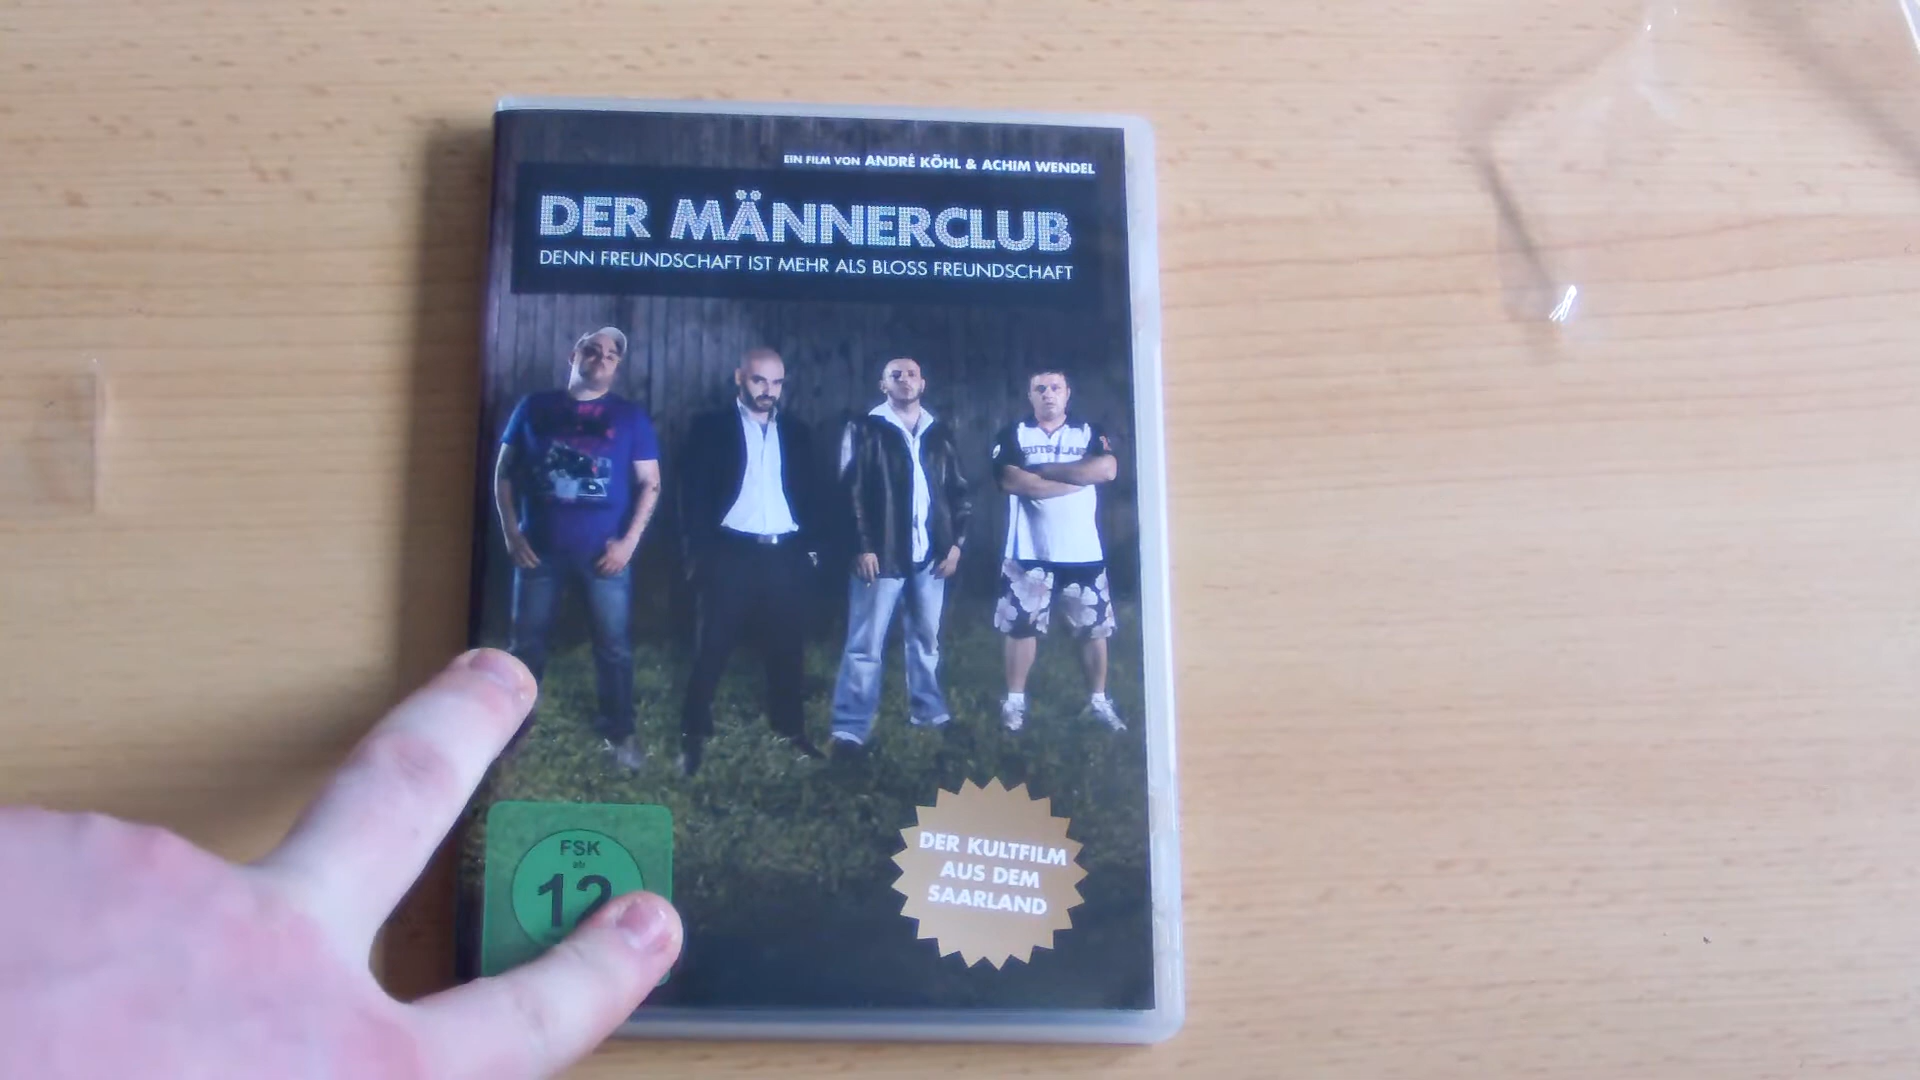 EIN FILM VON ANDRÉ KÖHL & ACHIM WENDEL
DER MÄNNERCLUB
DENN FREUNDSCHAFT IST MEHR ALS BLOSS FREUNDSCHAFT
FSK
ab
12
DER KULTFILM
AUS DEM
SAARLAND